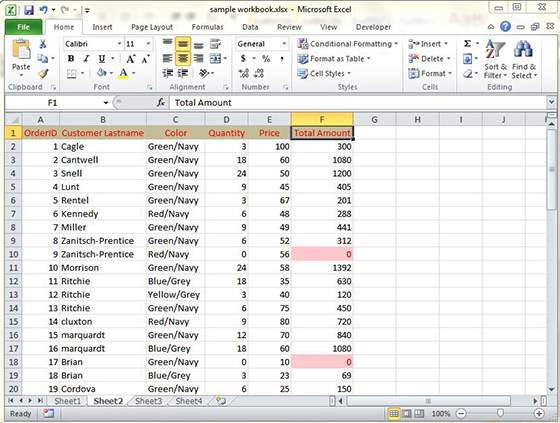 sample workbook.xlsx - Microsoft Excel
File Home Insert Page Layout Formulas Data Review View Developer
Calibri 11 General Conditional Formatting Insert
Paste B I U $ % , Format as Table Delete Sort & Filter Find & Select
Cell Styles Format
Clipboard Font Alignment Number Styles Cells Editing
F1 fx Total Amount
A B C D E F G H I J K
1 OrderID Customer Lastname Color Quantity Price Total Amount
2 1 Cagle Green/Navy 3 100 300
3 2 Cantwell Green/Navy 18 60 1080
4 3 Snell Green/Navy 24 50 1200
5 4 Lunt Green/Navy 9 45 405
6 5 Rentel Green/Navy 3 67 201
7 6 Kennedy Red/Navy 6 48 288
8 7 Miller Green/Navy 9 49 441
9 8 Zanitsch-Prentice Green/Navy 6 52 312
10 9 Zanitsch-Prentice Red/Navy 0 56 0
11 10 Morrison Green/Navy 24 58 1392
12 11 Ritchie Blue/Grey 18 35 630
13 12 Ritchie Yellow/Grey 3 40 120
14 13 Ritchie Green/Navy 6 75 450
15 14 cluxton Red/Navy 9 80 720
16 15 marquardt Green/Navy 12 70 840
17 16 marquardt Blue/Grey 18 60 1080
18 17 Brian Green/Navy 0 10 0
19 18 Brian Blue/Grey 3 23 69
20 19 Cordova Green/Navy 6 25 150
Sheet1 Sheet2 Sheet3 Sheet4
Ready 100%